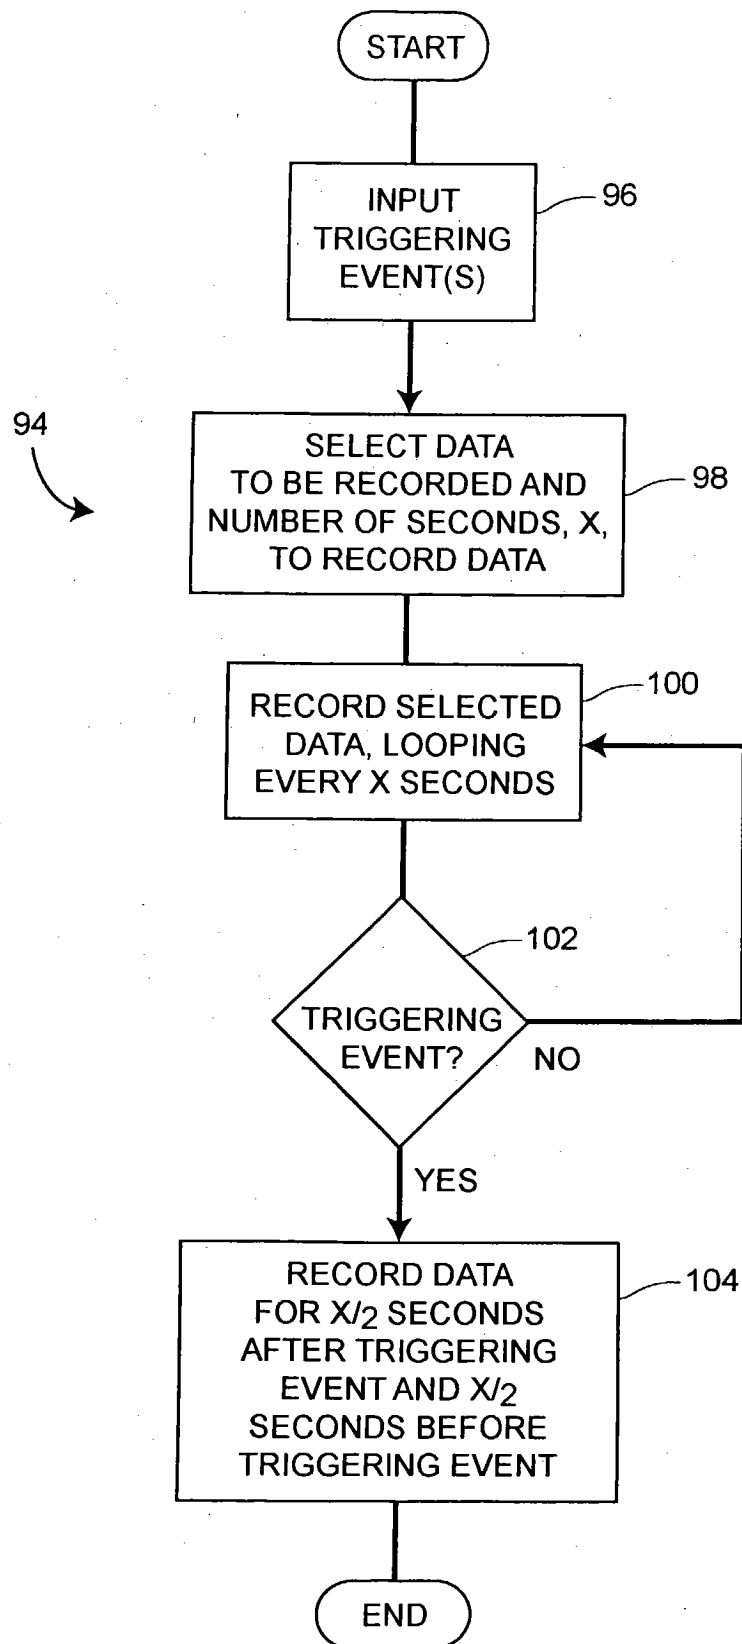 START
INPUT
TRIGGERING
EVENT(S)
96
94
SELECT DATA
TO BE RECORDED AND
NUMBER OF SECONDS, X,
TO RECORD DATA
98
RECORD SELECTED
DATA, LOOPING
EVERY X SECONDS
100
102
TRIGGERING
EVENT?
NO
YES
RECORD DATA
FOR X/2 SECONDS
AFTER TRIGGERING
EVENT AND X/2
SECONDS BEFORE
TRIGGERING EVENT
104
END